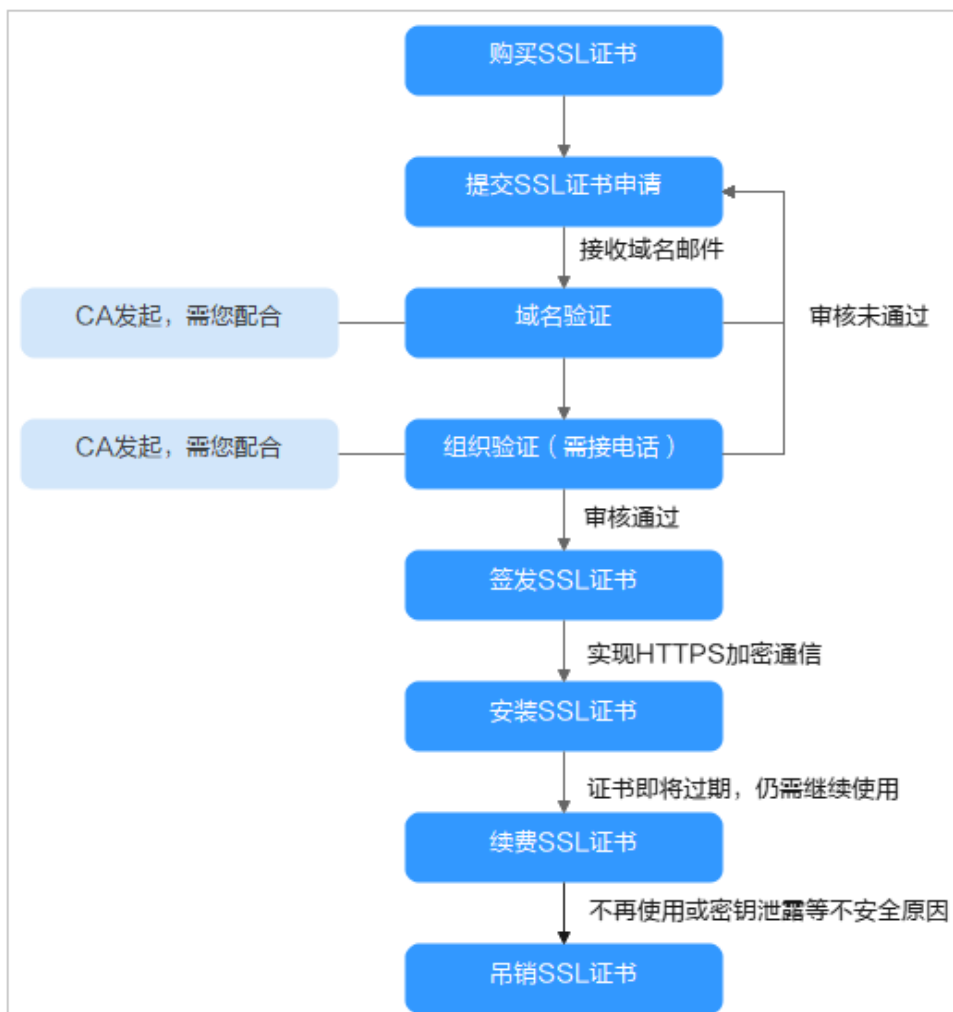 购买SSL证书
提交SSL证书申请
接收域名邮件
CA发起，需您配合
域名验证
审核未通过
CA发起，需您配合
组织验证（需接电话）
审核通过
签发SSL证书
实现HTTPS加密通信
安装SSL证书
证书即将过期，仍需继续使用
续费SSL证书
不再使用或密钥泄露等不安全原因
吊销SSL证书